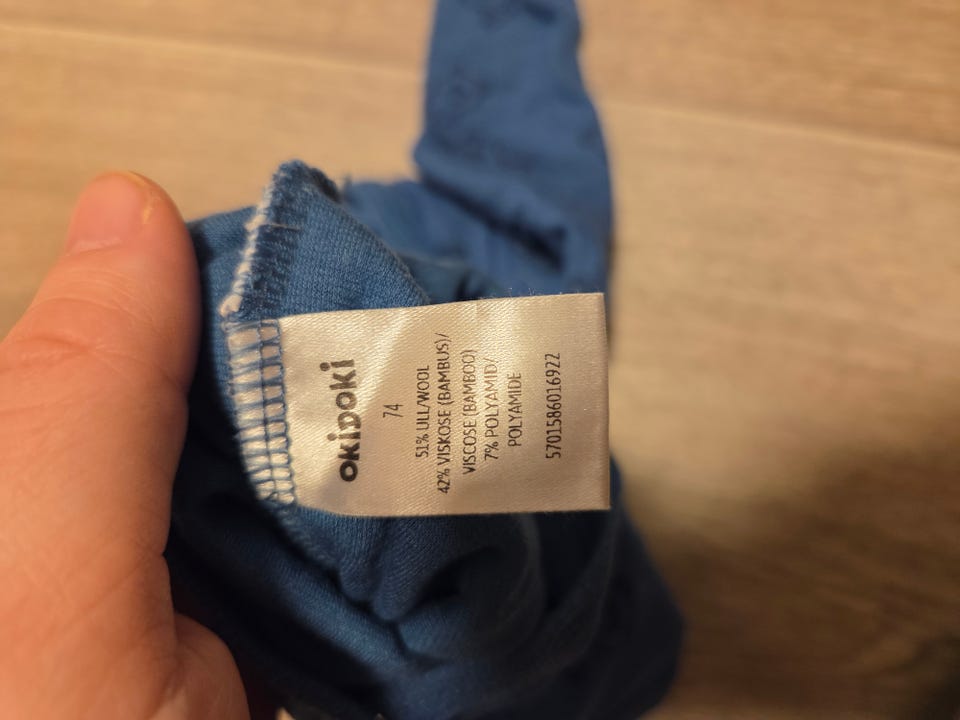 OKIDOKI
74
51% ULL/WOOL
42% VISKOSE (BAMBUS)/
VISCOSE (BAMBOO)
7% POLYAMID/
POLYAMIDE
5701586016922